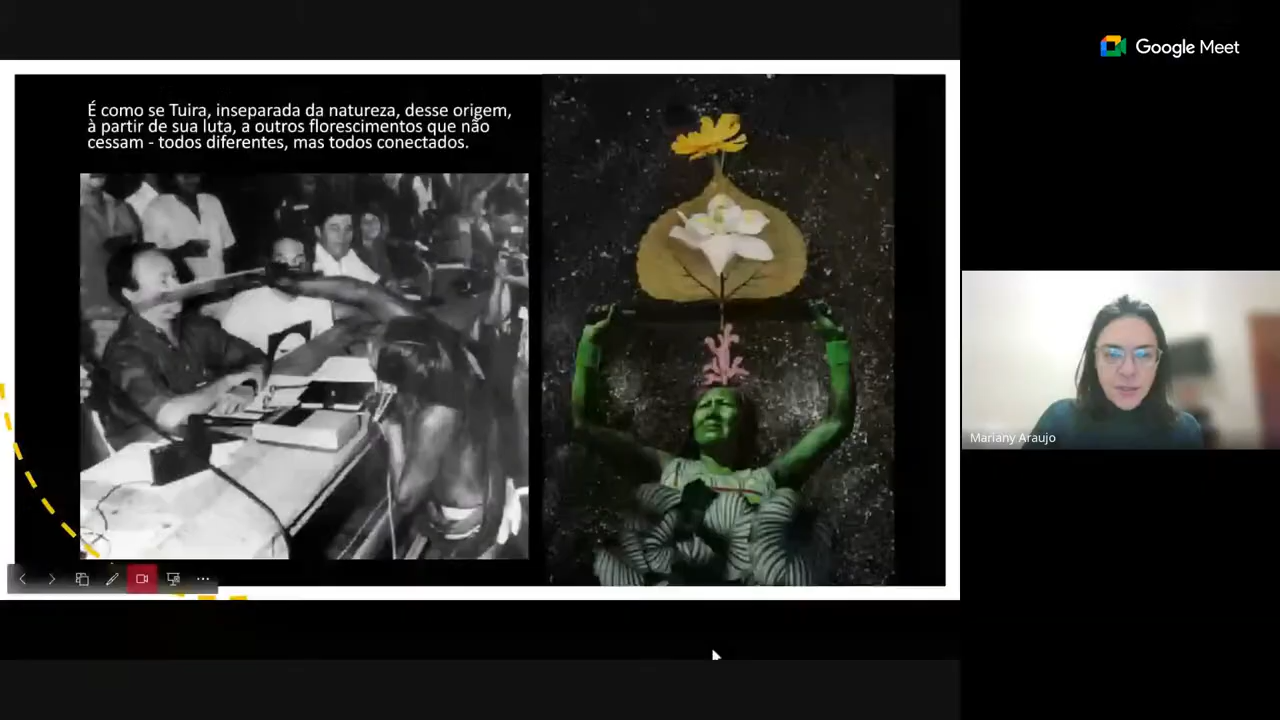 Google Meet
É como se Tuira, inseparada da natureza, desse origem,
à partir de sua luta, a outros florescimentos que não
cessam - todos diferentes, mas todos conectados.
Mariany Araujo